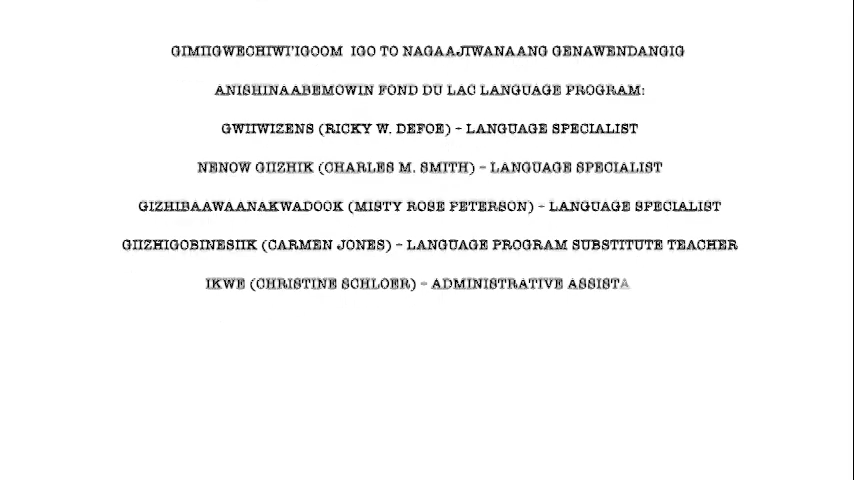 GIMIIGWECHIWI'IGOOM IGO TO NAGAAJIWANAANG GENAWENDANGIG
ANISHINAABEMOWIN FOND DU LAC LANGUAGE PROGRAM:
GWIIWIZENS (RICKY W. DEFOE) - LANGUAGE SPECIALIST
NENOW GIIZHIK (CHARLES M. SMITH) - LANGUAGE SPECIALIST
GIZHIBAAWAANAKWADOOK (MISTY ROSE PETERSON) - LANGUAGE SPECIALIST
GIIZHIGOBINESIIK (CARMEN JONES) - LANGUAGE PROGRAM SUBSTITUTE TEACHER
IKWE (CHRISTINE SCHLOER) - ADMINISTRATIVE ASSISTA